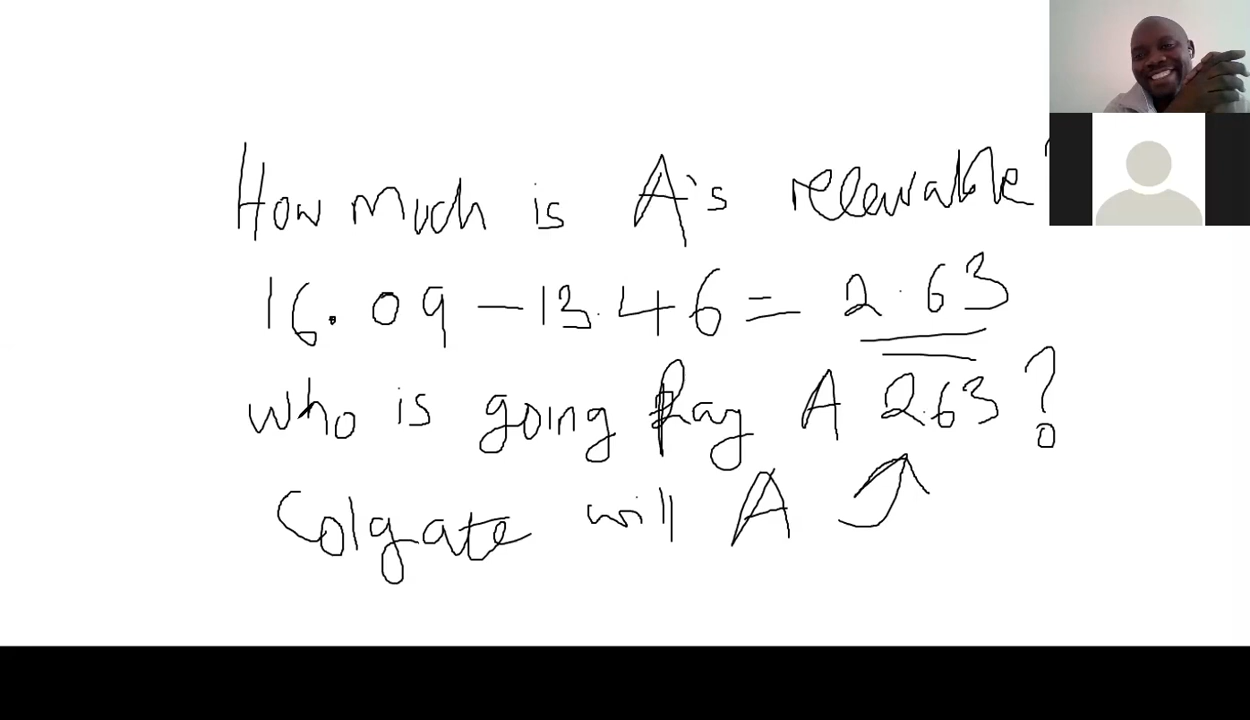 How much is A's receivable?
16.09 - 13.46 = 2.63
who is going Pay A 2.63?
Colgate will A